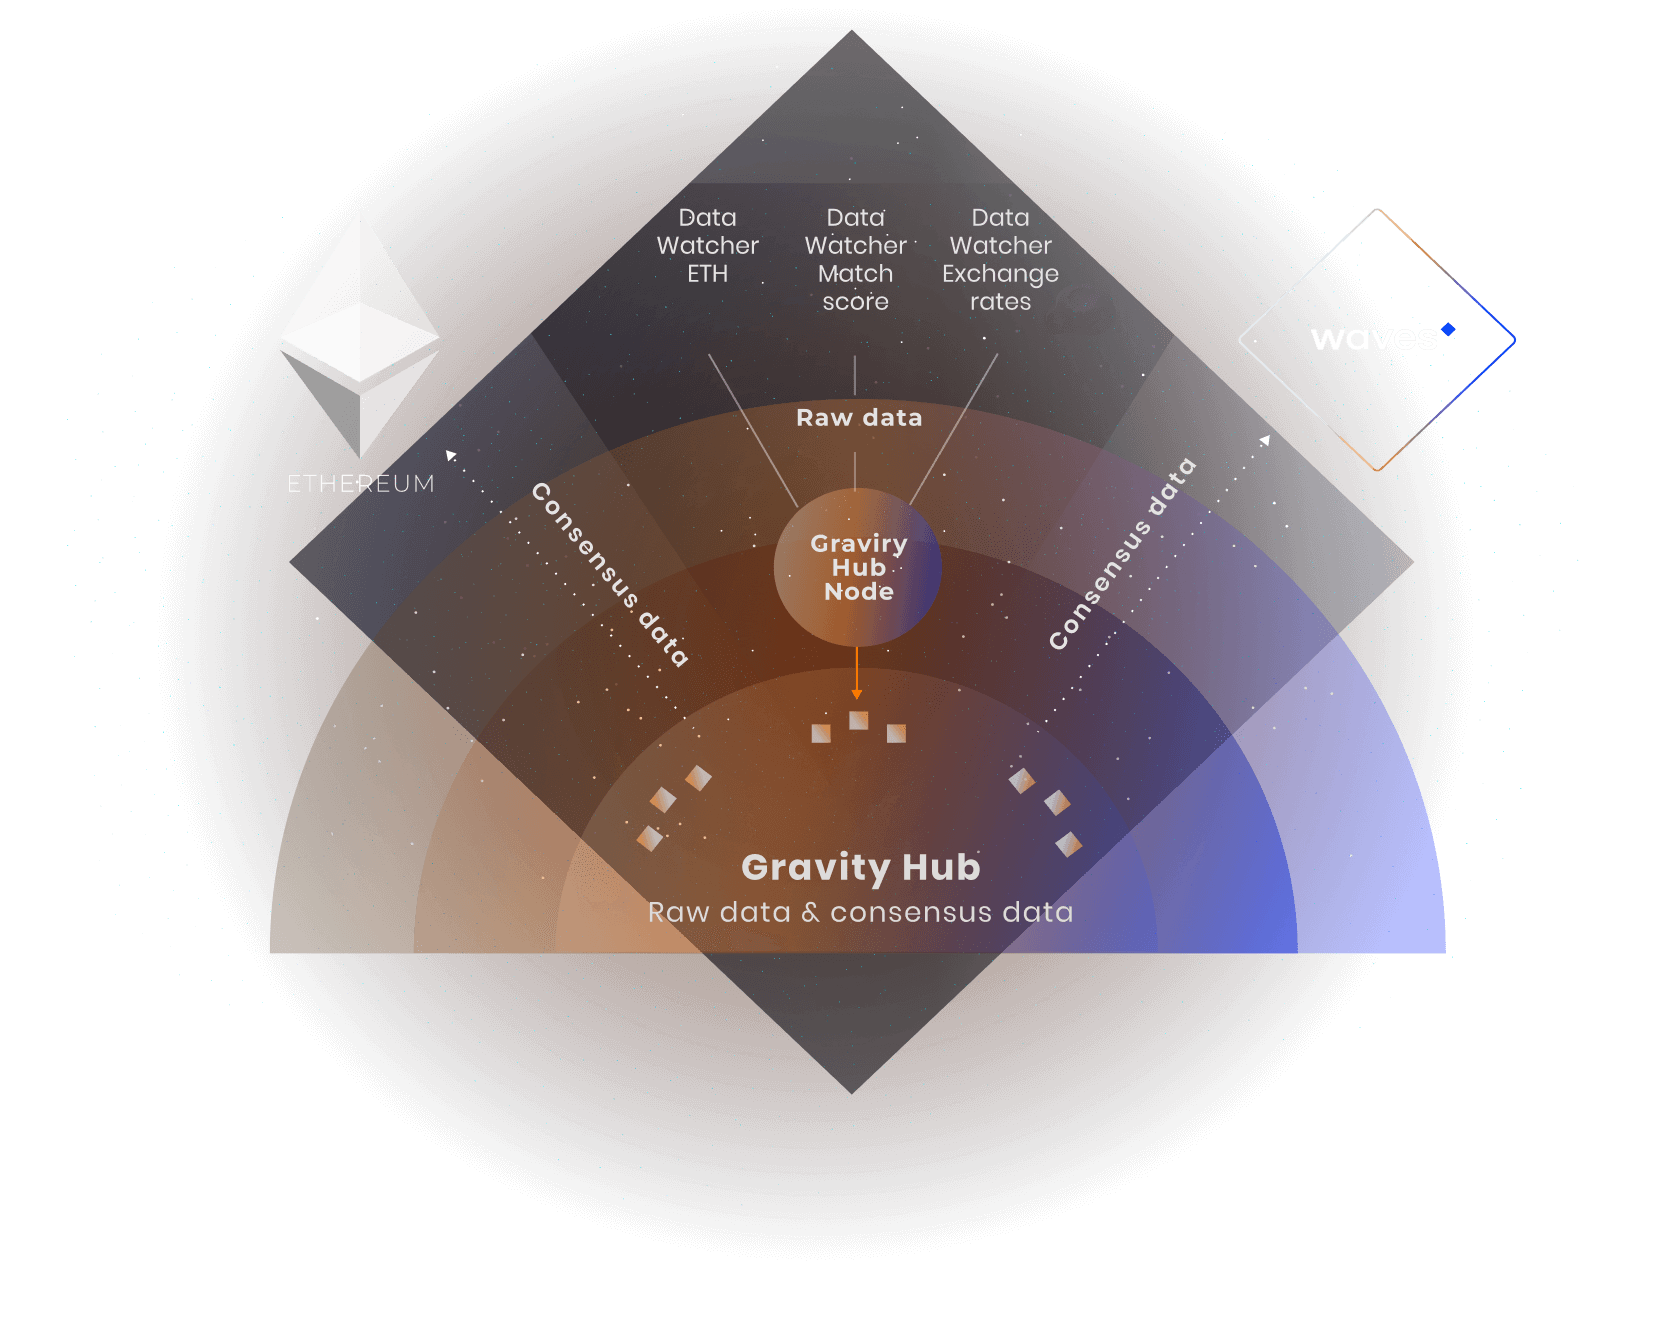 Data
Watcher
ETH
Data
Watcher
Match
score
Data
Watcher
Exchange
rates
waves
Raw data
ETHEREUM
Consensus data
Consensus data
Graviry
Hub
Node
Gravity Hub
Raw data & consensus data